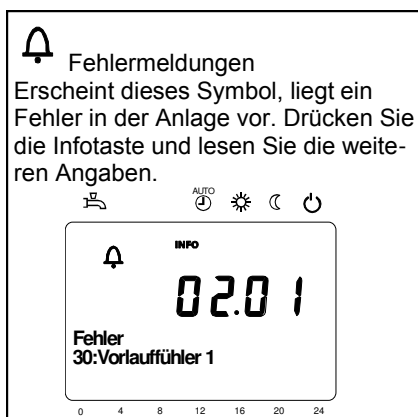 Fehlermeldungen
Erscheint dieses Symbol, liegt ein
Fehler in der Anlage vor. Drücken Sie
die Infotaste und lesen Sie die weite-
ren Angaben.
AUTO
INFO
02.01
Fehler
30:Vorlauffühler 1
0 4 8 12 16 20 24